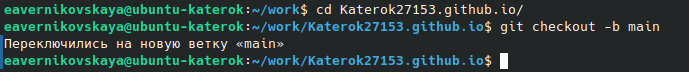 eavernikovskaya@ubuntu-katerok:~/work$ cd Katerok27153.github.io/
eavernikovskaya@ubuntu-katerok:~/work/Katerok27153.github.io$ git checkout -b main
Переключились на новую ветку «main»
eavernikovskaya@ubuntu-katerok:~/work/Katerok27153.github.io$